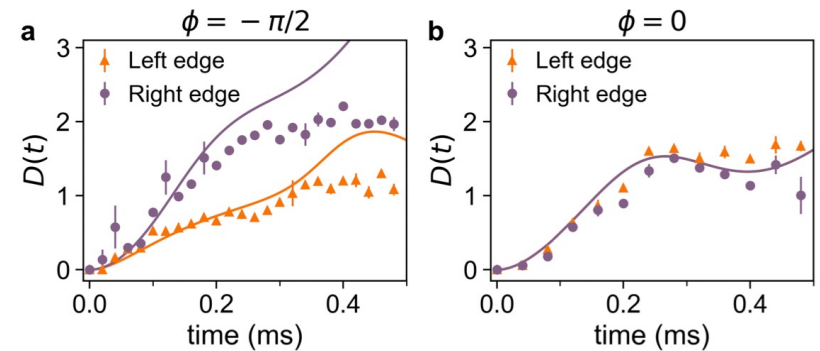 a
ϕ = − π/2
Left edge
Right edge
D(t)
3
2
1
0
0.0
0.2
0.4
time (ms)
b
ϕ = 0
Left edge
Right edge
D(t)
3
2
1
0
0.0
0.2
0.4
time (ms)